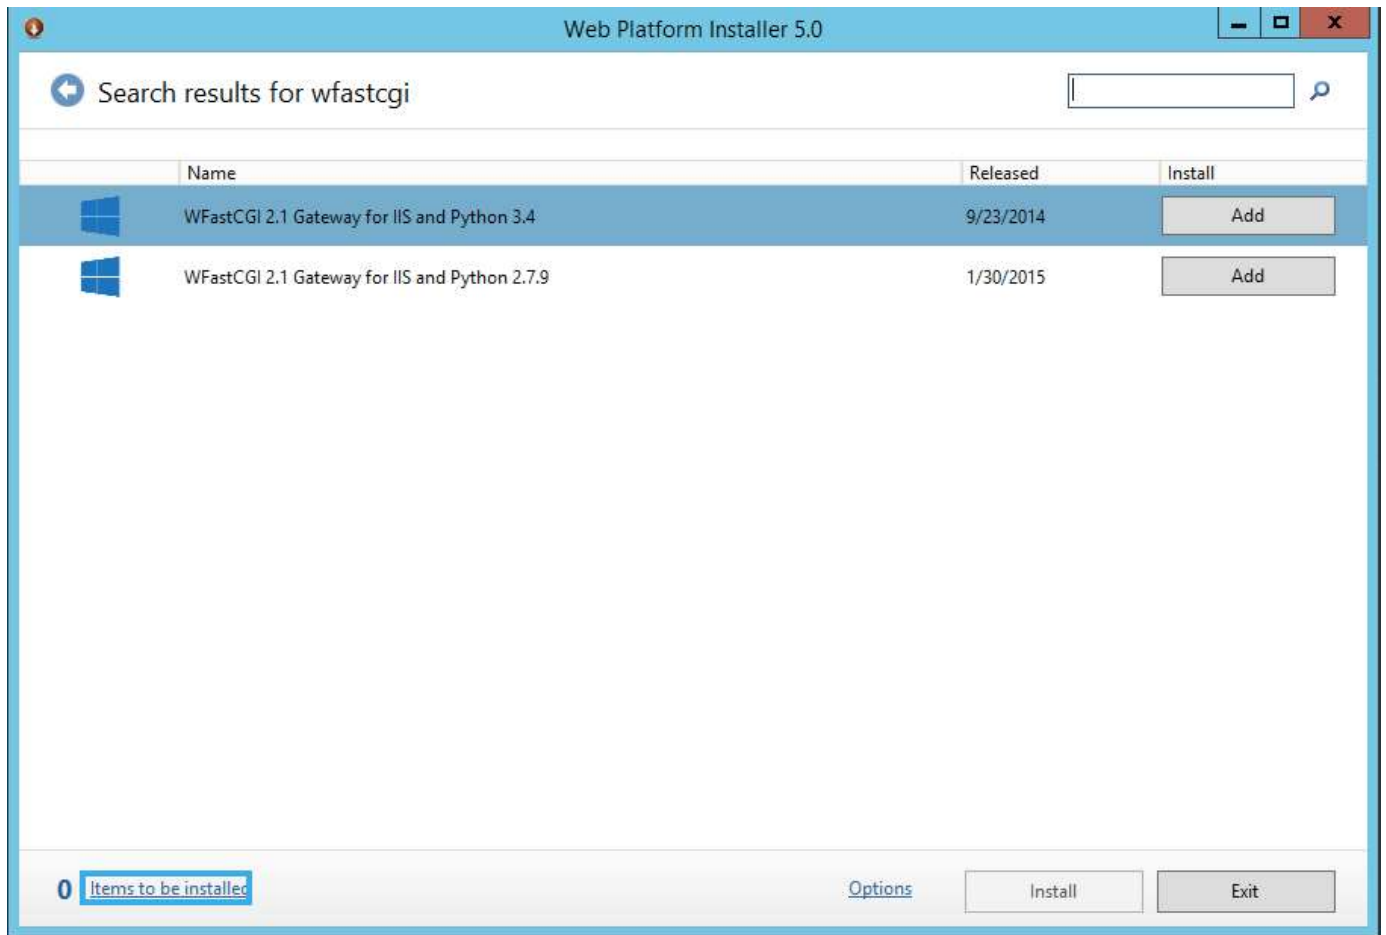 Web Platform Installer 5.0
Search results for wfastcgi
Name Released Install
WFastCGI 2.1 Gateway for IIS and Python 3.4 9/23/2014 Add
WFastCGI 2.1 Gateway for IIS and Python 2.7.9 1/30/2015 Add
0 Items to be installed Options Install Exit